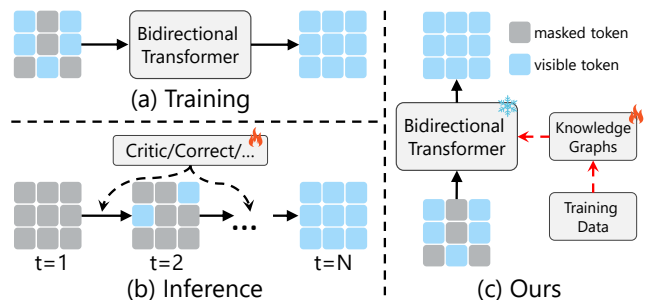 Bidirectional
Transformer
(a) Training
Critic/Correct/...
...
t=1
t=2
t=N
(b) Inference
masked token
visible token
Bidirectional
Transformer
Knowledge
Graphs
Training
Data
(c) Ours